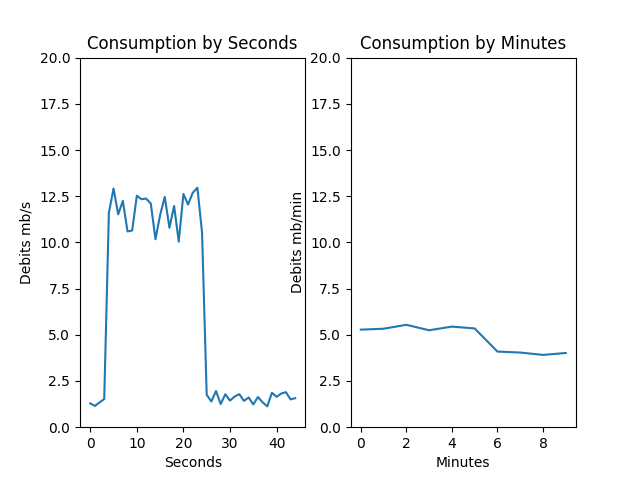 Consumption by Seconds
Debits mb/s
20.0
17.5
15.0
12.5
10.0
7.5
5.0
2.5
0.0
0 10 20 30 40
Seconds
Consumption by Minutes
Debits mb/min
20.0
17.5
15.0
12.5
10.0
7.5
5.0
2.5
0.0
0 2 4 6 8
Minutes